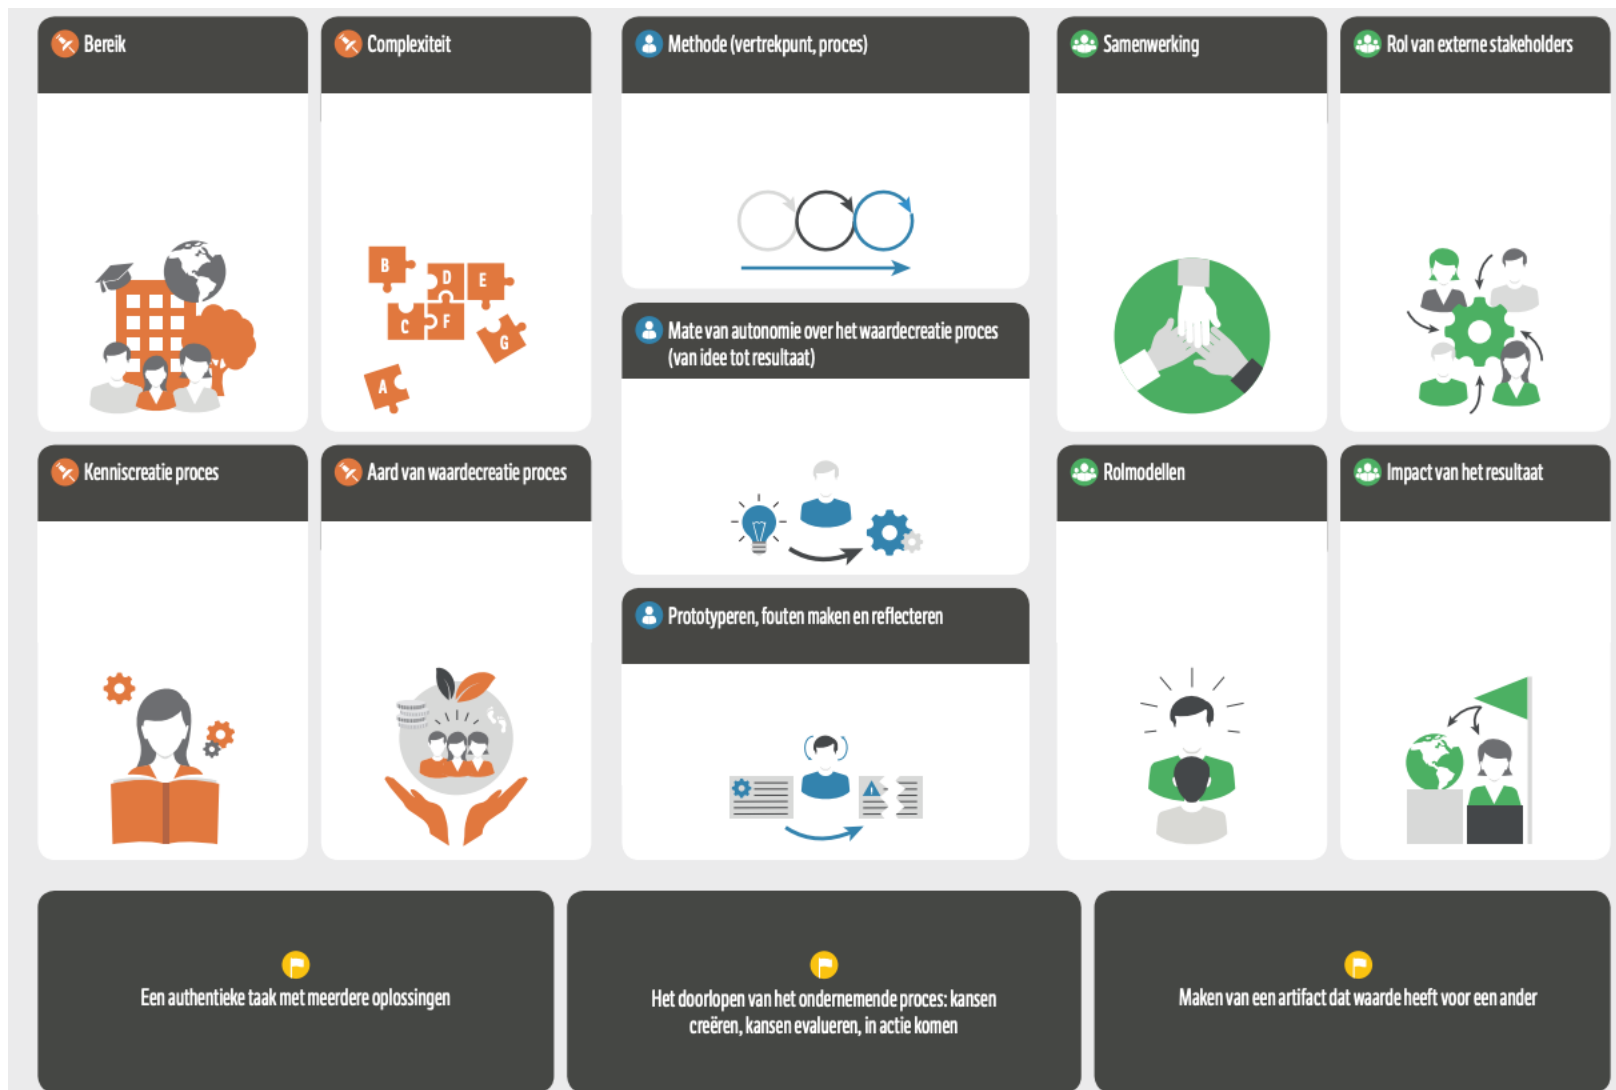 Bereik
Complexiteit
B
D
E
C
F
G
A
Methode (vertrekpunt, proces)
Samenwerking
Rol van externe stakeholders
Mate van autonomie over het waardecreatie proces
(van idee tot resultaat)
Kenniscreatie proces
Aard van waardecreatie proces
Prototyperen, fouten maken en reflecteren
Rolmodellen
Impact van het resultaat
Een authentieke taak met meerdere oplossingen
Het doorlopen van het ondernemende proces: kansen
creëren, kansen evalueren, in actie komen
Maken van een artifact dat waarde heeft voor een ander